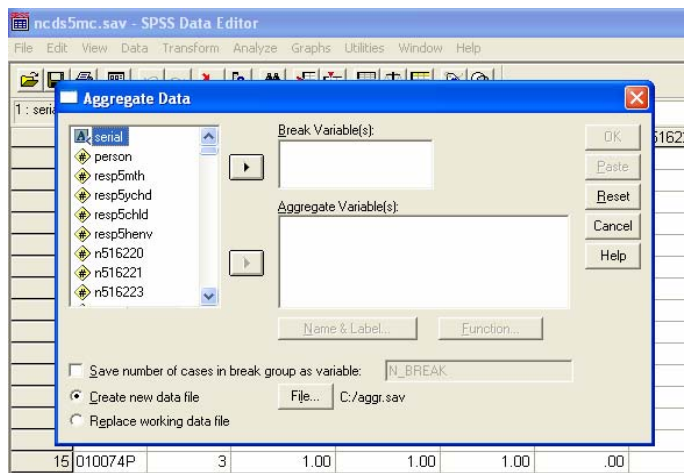 ncds5mc.sav - SPSS Data Editor
File Edit View Data Transform Analyze Graphs Utilities Window Help
Aggregate Data
1 : seria
serial
person
resp5mth
resp5ychd
resp5chld
resp5henv
n516220
n516221
n516223
Break Variable(s):
Aggregate Variable(s):
OK
Paste
Reset
Cancel
Help
Name & Label...
Function...
Save number of cases in break group as variable: N_BREAK
Create new data file File... C:/aggr.sav
Replace working data file
15 010074P 3 1.00 1.00 1.00 .00